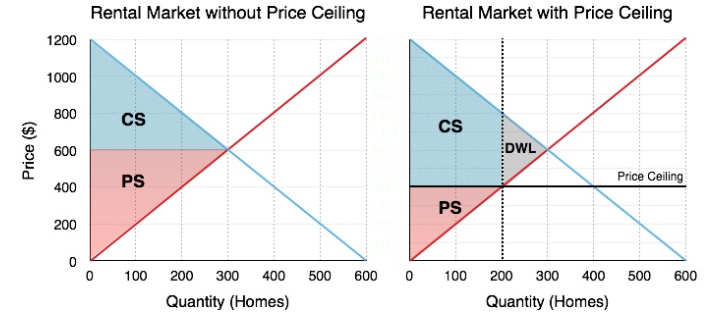 Rental Market without Price Ceiling
Rental Market with Price Ceiling
1200
1000
800
600
400
200
0
Price ($)
CS
PS
0 100 200 300 400 500 600
Quantity (Homes)
CS
DWL
Price Ceiling
PS
0 100 200 300 400 500 600
Quantity (Homes)